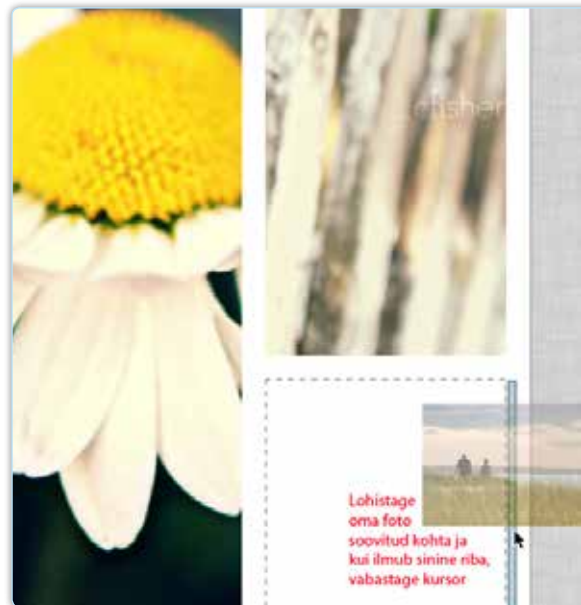 Lohistage
oma foto
soovitud kohta ja
kui ilmub sinine riba,
vabastage kursor